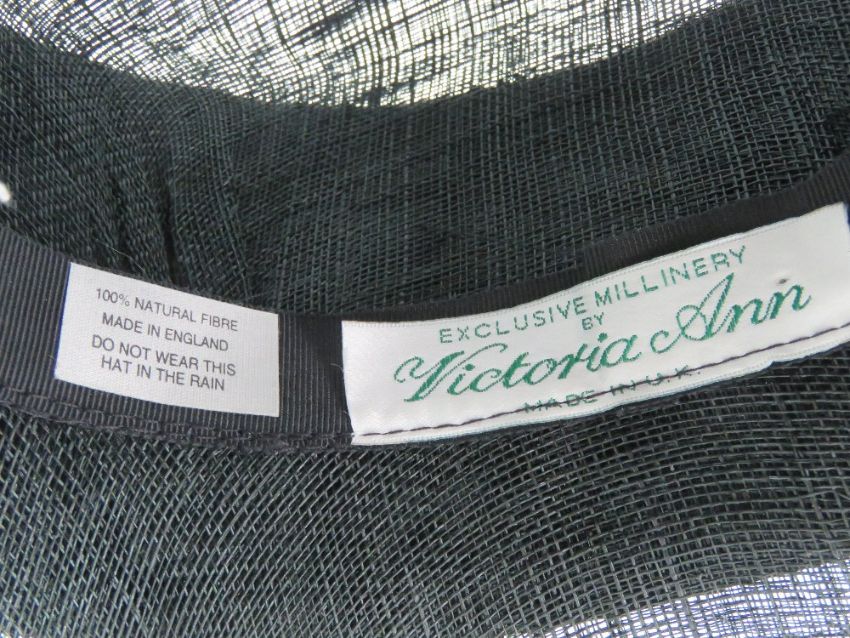 100% NATURAL FIBRE
MADE IN ENGLAND
DO NOT WEAR THIS
HAT IN THE RAIN
EXCLUSIVE MILLINERY
BY
Victoria Ann
MADE IN U.K.